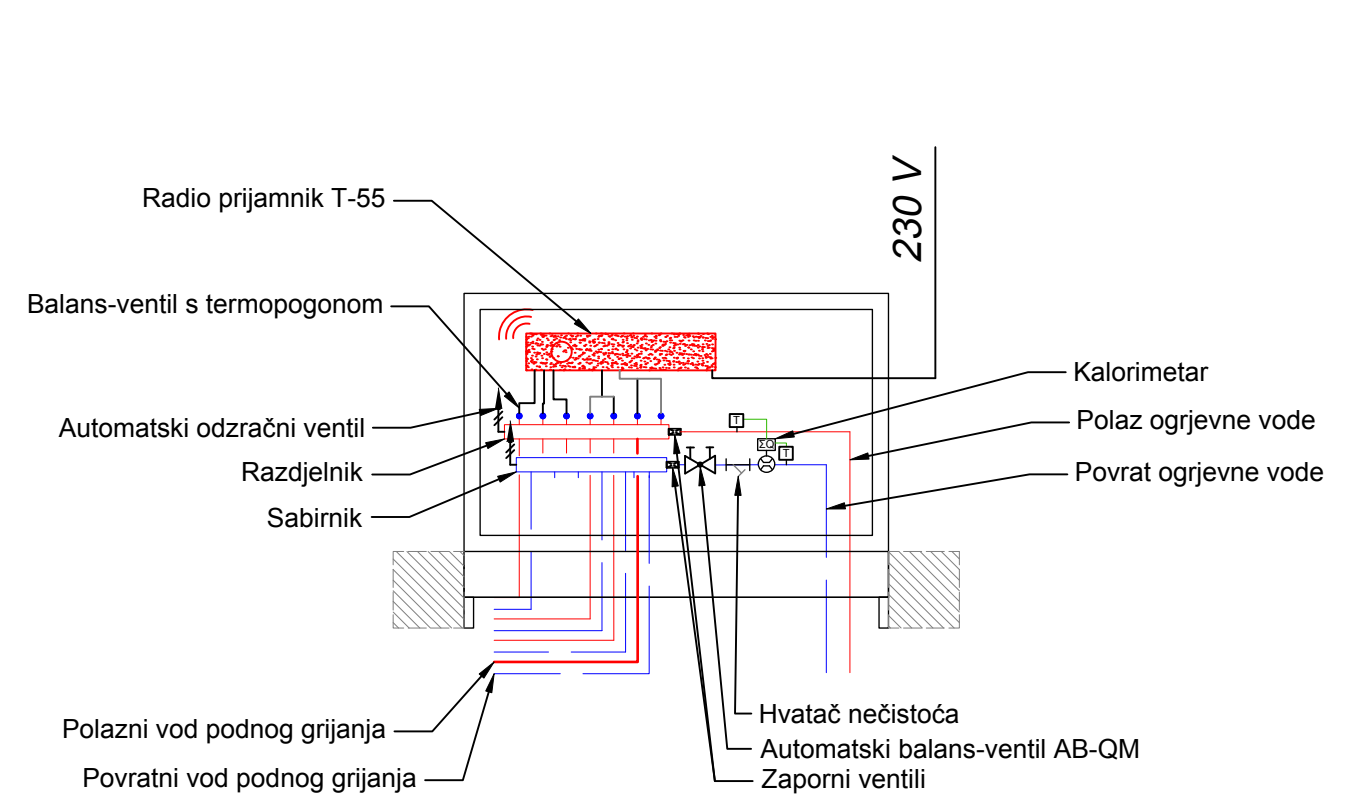 230 V
Radio prijamnik T-55
Balans-ventil s termopogonom
Automatski odzračni ventil
Razdjelnik
Sabirnik
Kalorimetar
Polaz ogrjevne vode
Povrat ogrjevne vode
T
ΣQ
T
Polazni vod podnog grijanja
Povratni vod podnog grijanja
Hvatač nečistoća
Automatski balans-ventil AB-QM
Zaporni ventili